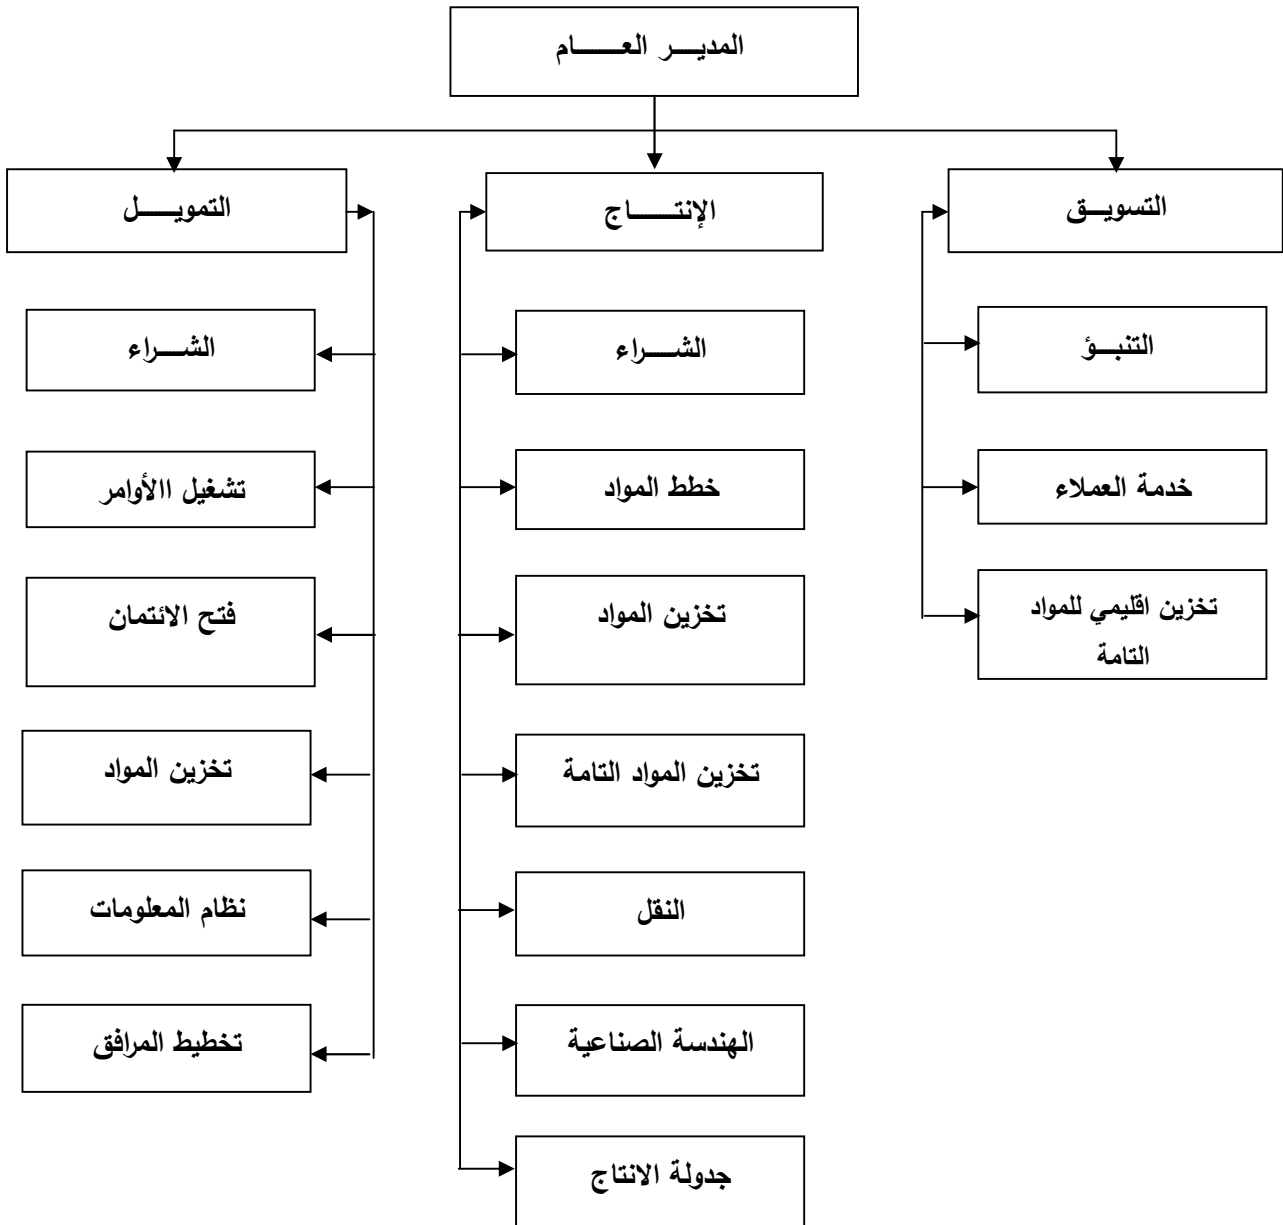 المديـــر العـــــام
التسويــق
الإنتـــــاج
التمويـــــل
التنبــؤ
خدمة العملاء
تخزين اقليمي للمواد
التامة
الشـــراء
خطط المواد
تخزين المواد
تخزين المواد التامة
النقل
الهندسة الصناعية
جدولة الانتاج
الشـــراء
تشغيل االأوامر
فتح الائتمان
تخزين المواد
نظام المعلومات
تخطيط المرافق